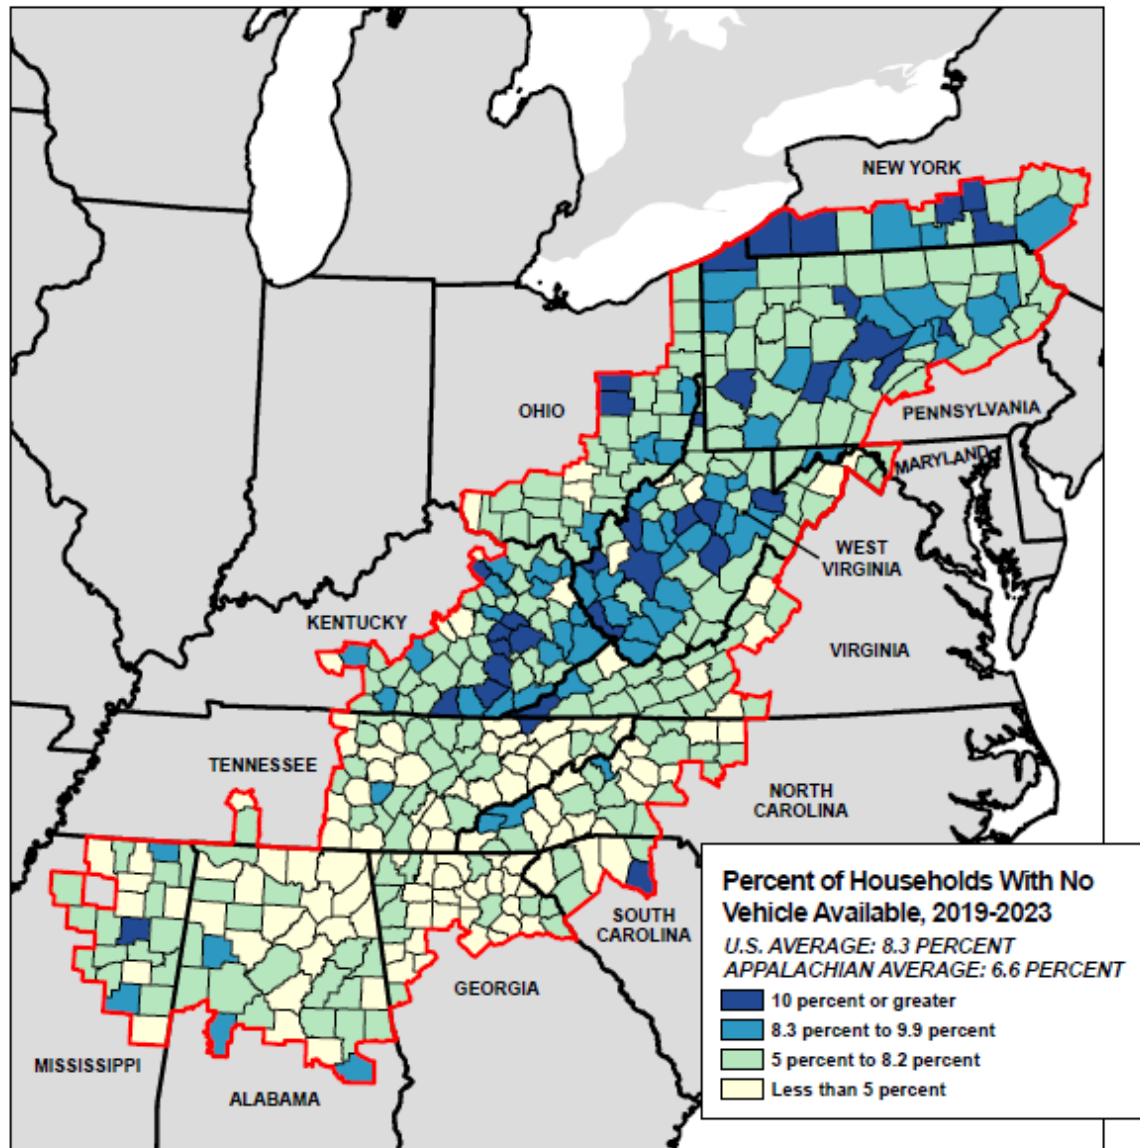 NEW YORK
OHIO
PENNSYLVANIA
MARYLAND
WEST
VIRGINIA
KENTUCKY
VIRGINIA
TENNESSEE
NORTH
CAROLINA
SOUTH
CAROLINA
GEORGIA
MISSISSIPPI
ALABAMA
Percent of Households With No
Vehicle Available, 2019-2023
U.S. AVERAGE: 8.3 PERCENT
APPALACHIAN AVERAGE: 6.6 PERCENT
10 percent or greater
8.3 percent to 9.9 percent
5 percent to 8.2 percent
Less than 5 percent